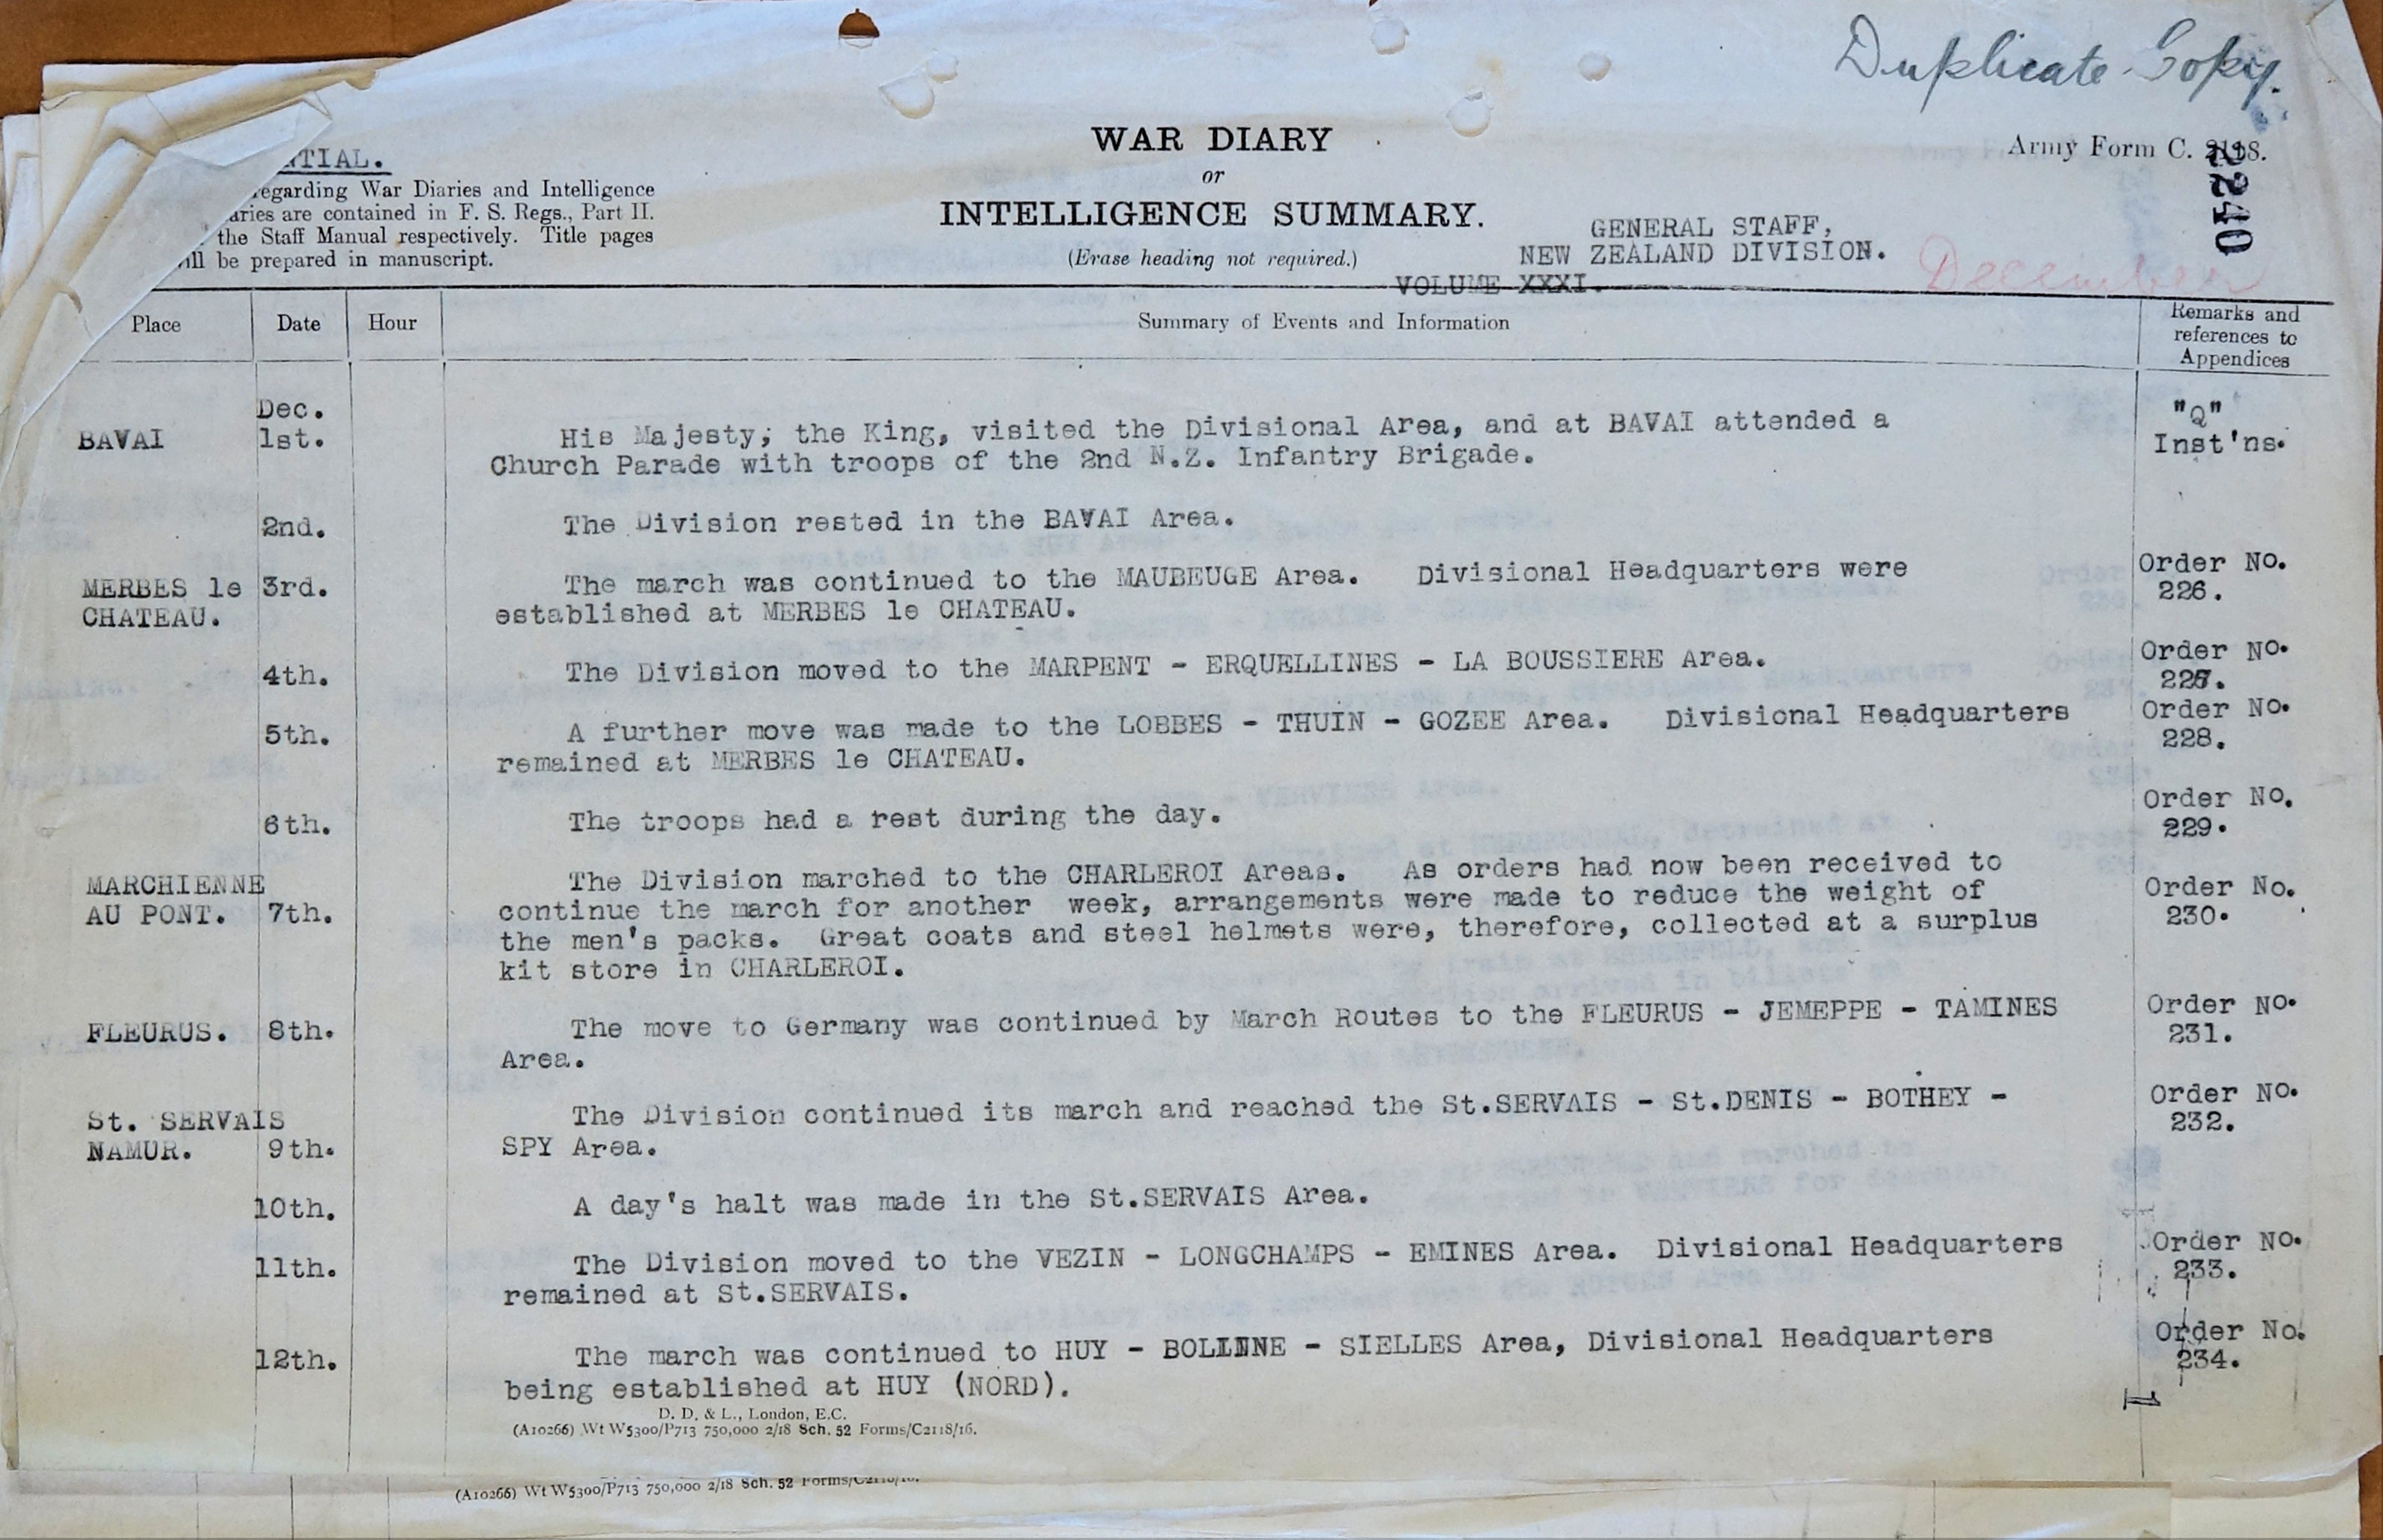 Duplicate Copy.
WAR DIARY
or
INTELLIGENCE SUMMARY.
(Erase heading not required.)
Army Form C. 2118.
04240
NTIAL.
regarding War Diaries and Intelligence
aries are contained in F. S. Regs., Part II.
the Staff Manual respectively. Title pages
ill be prepared in manuscript.
GENERAL STAFF,
NEW ZEALAND DIVISION.
VOLUME XXXI.
December
Place Date Hour Summary of Events and Information Remarks and
references to
Appendices
Dec.
BAVAI 1st. His Majesty, the King, visited the Divisional Area, and at BAVAI attended a "Q"
Church Parade with troops of the 2nd N.Z. Infantry Brigade. Inst'ns.
2nd. The Division rested in the BAVAI Area.
MERBES le 3rd. The march was continued to the MAUBEUGE Area. Divisional Headquarters were Order No.
CHATEAU. established at MERBES le CHATEAU. 226.
4th. The Division moved to the MARPENT - ERQUELLINES - LA BOUSSIERE Area. Order No.
227.
5th. A further move was made to the LOBBES - THUIN - GOZEE Area. Divisional Headquarters Order No.
remained at MERBES le CHATEAU. 228.
6th. The troops had a rest during the day. Order No.
229.
MARCHIENNE The Division marched to the CHARLEROI Areas. As orders had now been received to
AU PONT. 7th. continue the march for another week, arrangements were made to reduce the weight of Order No.
the men's packs. Great coats and steel helmets were, therefore, collected at a surplus 230.
kit store in CHARLEROI.
FLEURUS. 8th. The move to Germany was continued by March Routes to the FLEURUS - JEMEPPE - TAMINES Order No.
Area. 231.
St. SERVAIS The Division continued its march and reached the St.SERVAIS - St.DENIS - BOTHEY - Order No.
NAMUR. 9th. SPY Area. 232.
10th. A day's halt was made in the St.SERVAIS Area.
11th. The Division moved to the VEZIN - LONGCHAMPS - EMINES Area. Divisional Headquarters Order No.
remained at St.SERVAIS. 233.
12th. The march was continued to HUY - BOLINNE - SIELLES Area, Divisional Headquarters Order No.
being established at HUY (NORD). 234.
D. D. & L., London, E.C.
(A10266) Wt W5300/P713 750,000 2/18 Sch. 52 Forms/C2118/16.
(A10266) Wt W5300/P713 750,000 2/18 Sch. 52 Forms/C2118/16.